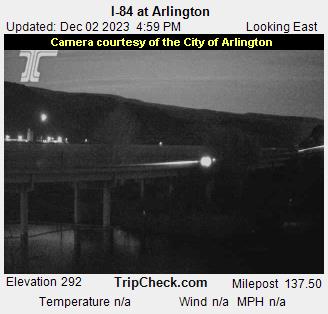 I-84 at Arlington
Updated: Dec 02 2023 4:59 PM Looking East
Camera courtesy of the City of Arlington
Elevation 292 TripCheck.com Milepost 137.50
Temperature n/a Wind n/a MPH n/a